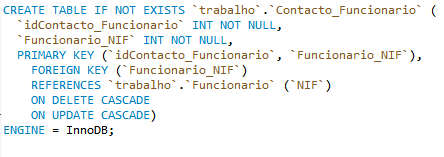 CREATE TABLE IF NOT EXISTS `trabalho`.`Contacto_Funcionario` (
`idContacto_Funcionario` INT NOT NULL,
`Funcionario_NIF` INT NOT NULL,
PRIMARY KEY (`idContacto_Funcionario`, `Funcionario_NIF`),
FOREIGN KEY (`Funcionario_NIF`)
REFERENCES `trabalho`.`Funcionario` (`NIF`)
ON DELETE CASCADE
ON UPDATE CASCADE)
ENGINE = InnoDB;